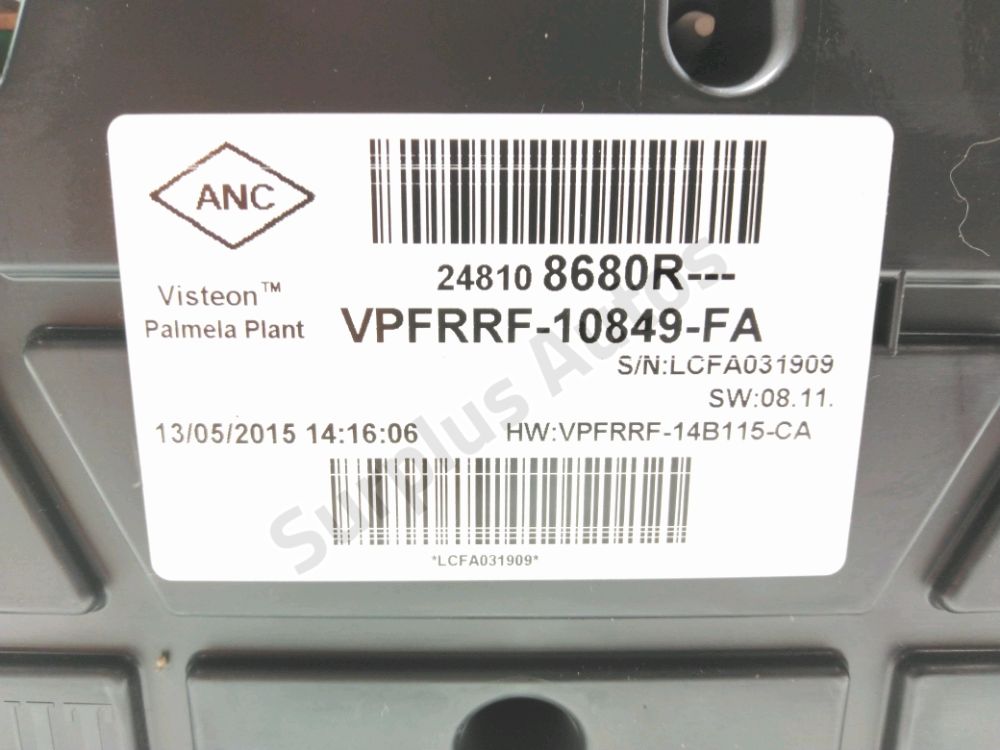 ANC
24810 8680R---
Visteon™
Palmela Plant
VPFRRF-10849-FA
S/N:LCFA031909
SW:08.11.
13/05/2015 14:16:06
HW:VPFRRF-14B115-CA
*LCFA031909*
Surplus Autos